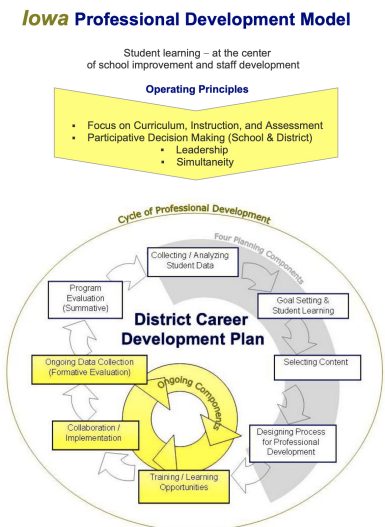 Iowa Professional Development Model
Student learning – at the center
of school improvement and staff development
Operating Principles
▪ Focus on Curriculum, Instruction, and Assessment
▪ Participative Decision Making (School & District)
▪ Leadership
▪ Simultaneity
Cycle of Professional Development
Four Planning Components
Collecting / Analyzing
Student Data
Program
Evaluation
(Summative)
Goal Setting &
Student Learning
District Career
Development Plan
Ongoing Data Collection
(Formative Evaluation)
Selecting Content
Ongoing Components
Collaboration /
Implementation
Designing Process
for Professional
Development
Training / Learning
Opportunities